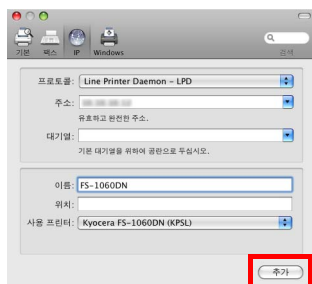 기본 팩스 IP Windows 검색
프로토콜: Line Printer Daemon – LPD
주소:
유효하고 완전한 주소.
대기열:
기본 대기열을 위하여 공란으로 두십시오.
이름: FS-1060DN
위치:
사용 프린터: Kyocera FS-1060DN (KPSL)
추가